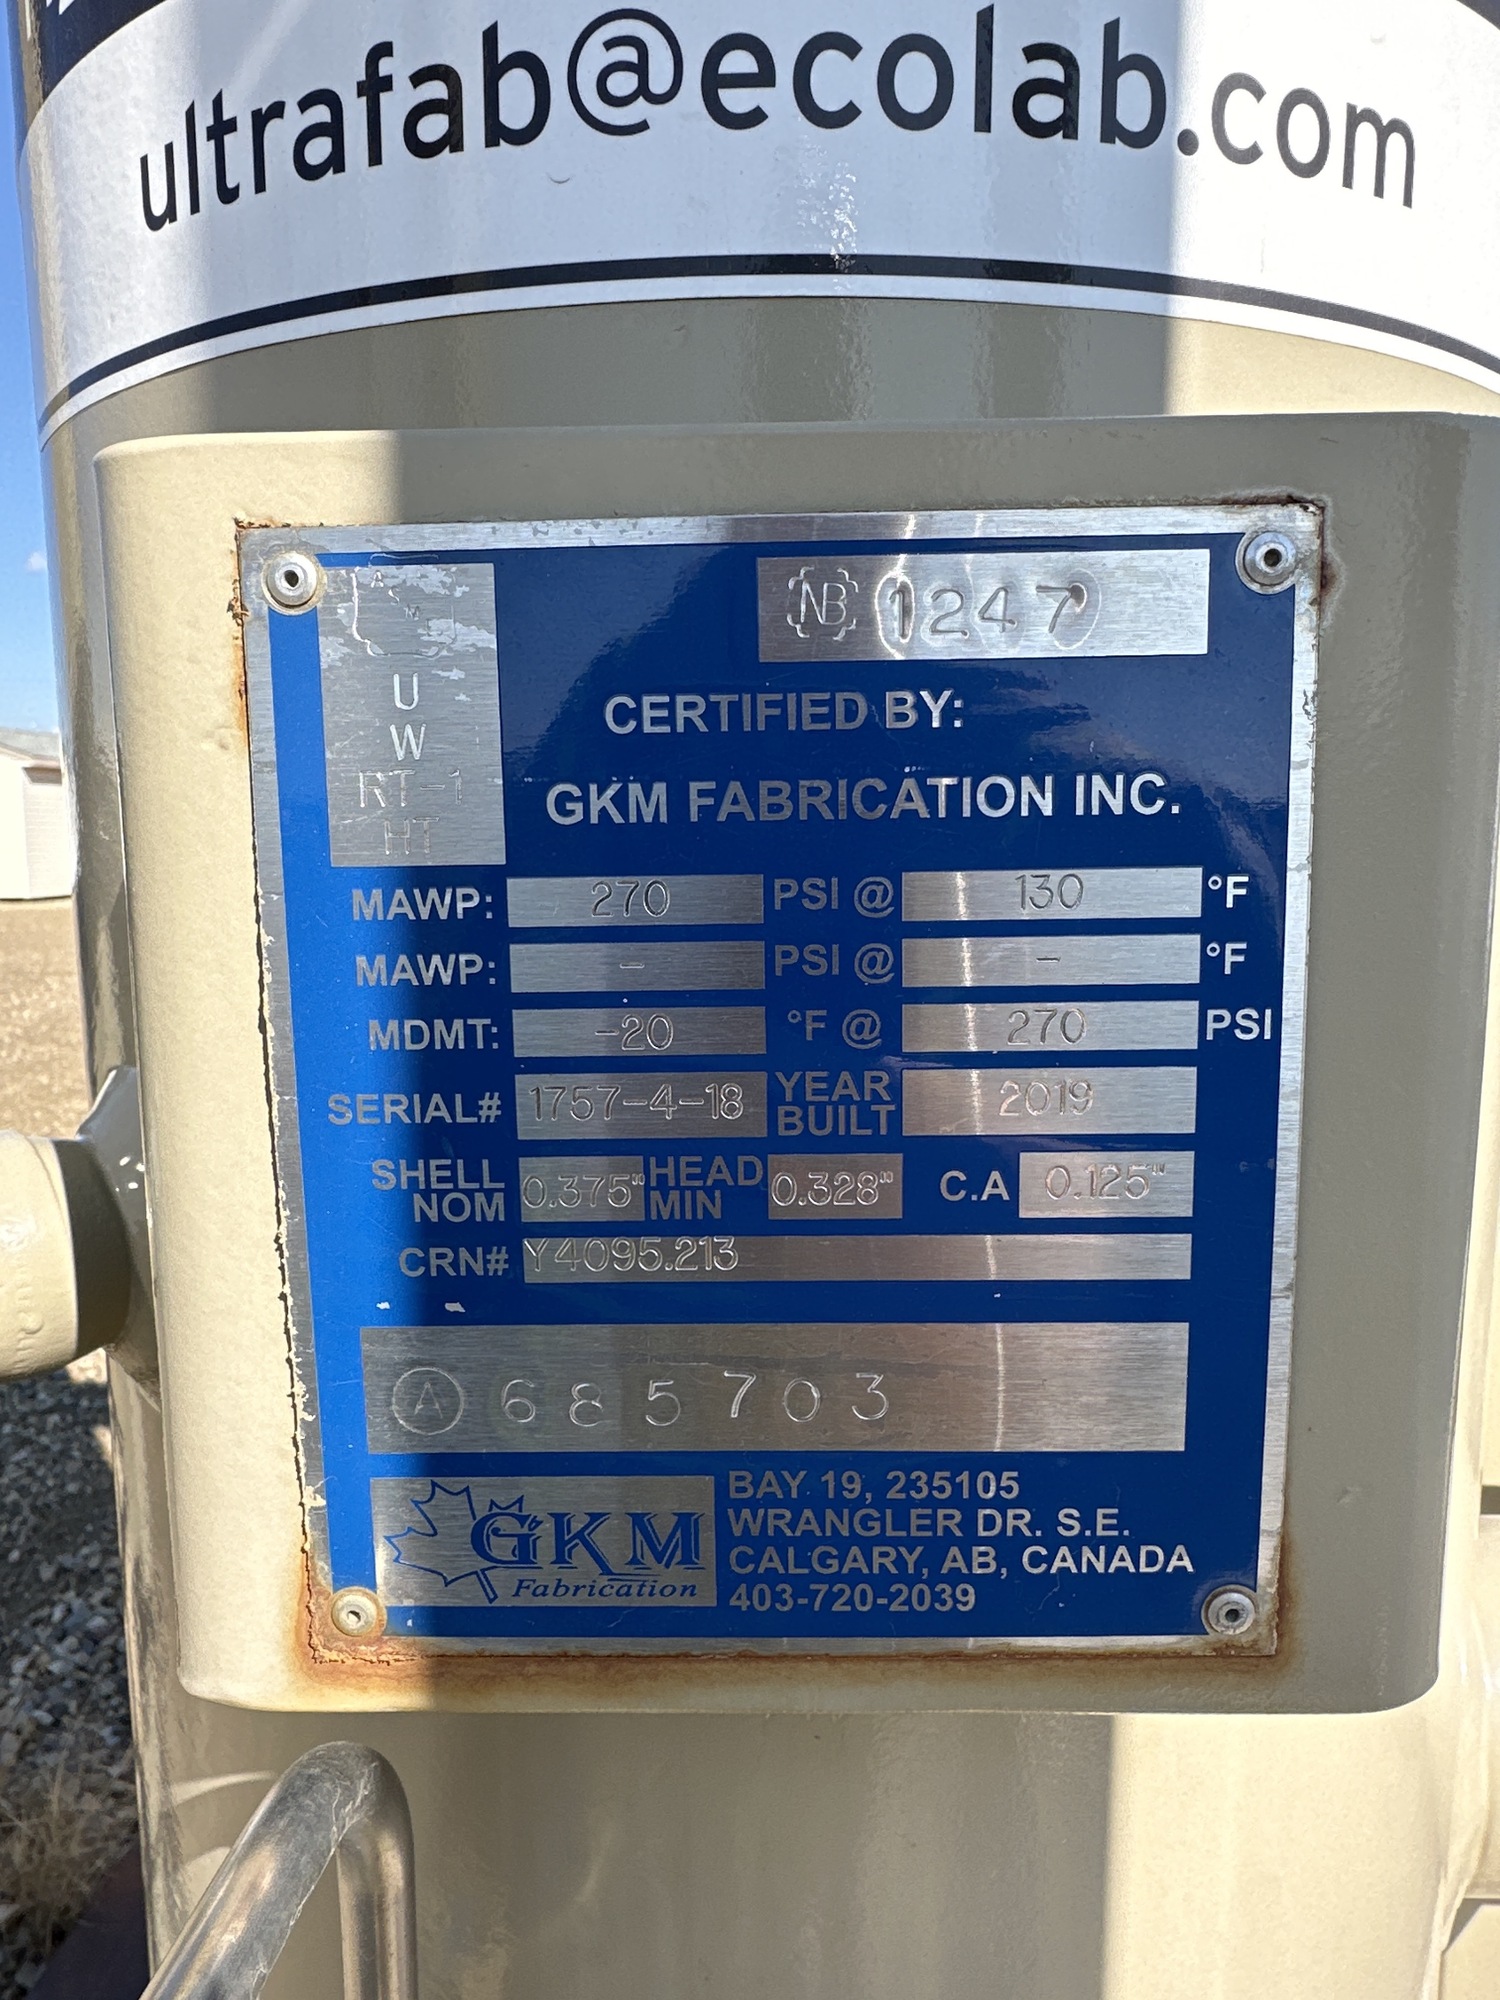 ultrafab@ecolab.com
NB 1247
U
W
RT-1
HT
CERTIFIED BY:
GKM FABRICATION INC.
MAWP: 270 PSI @ 130 °F
MAWP: - PSI @ - °F
MDMT: -20 °F @ 270 PSI
SERIAL# 1757-4-18 YEAR BUILT 2019
SHELL NOM 0.375" HEAD MIN 0.328" C.A 0.125"
CRN# Y4095.213
A 685703
GKM
Fabrication
BAY 19, 235105
WRANGLER DR. S.E.
CALGARY, AB, CANADA
403-720-2039